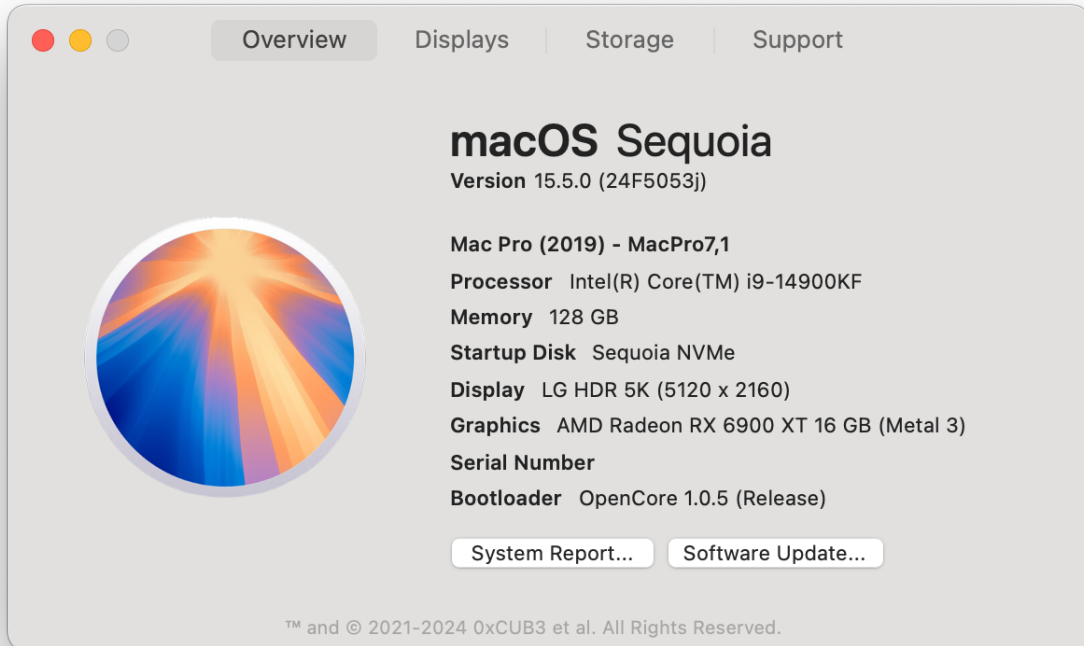 Overview Displays Storage Support
macOS Sequoia
Version 15.5.0 (24F5053j)
Mac Pro (2019) - MacPro7,1
Processor Intel(R) Core(TM) i9-14900KF
Memory 128 GB
Startup Disk Sequoia NVMe
Display LG HDR 5K (5120 x 2160)
Graphics AMD Radeon RX 6900 XT 16 GB (Metal 3)
Serial Number
Bootloader OpenCore 1.0.5 (Release)
System Report... Software Update...
™ and © 2021-2024 0xCUB3 et al. All Rights Reserved.